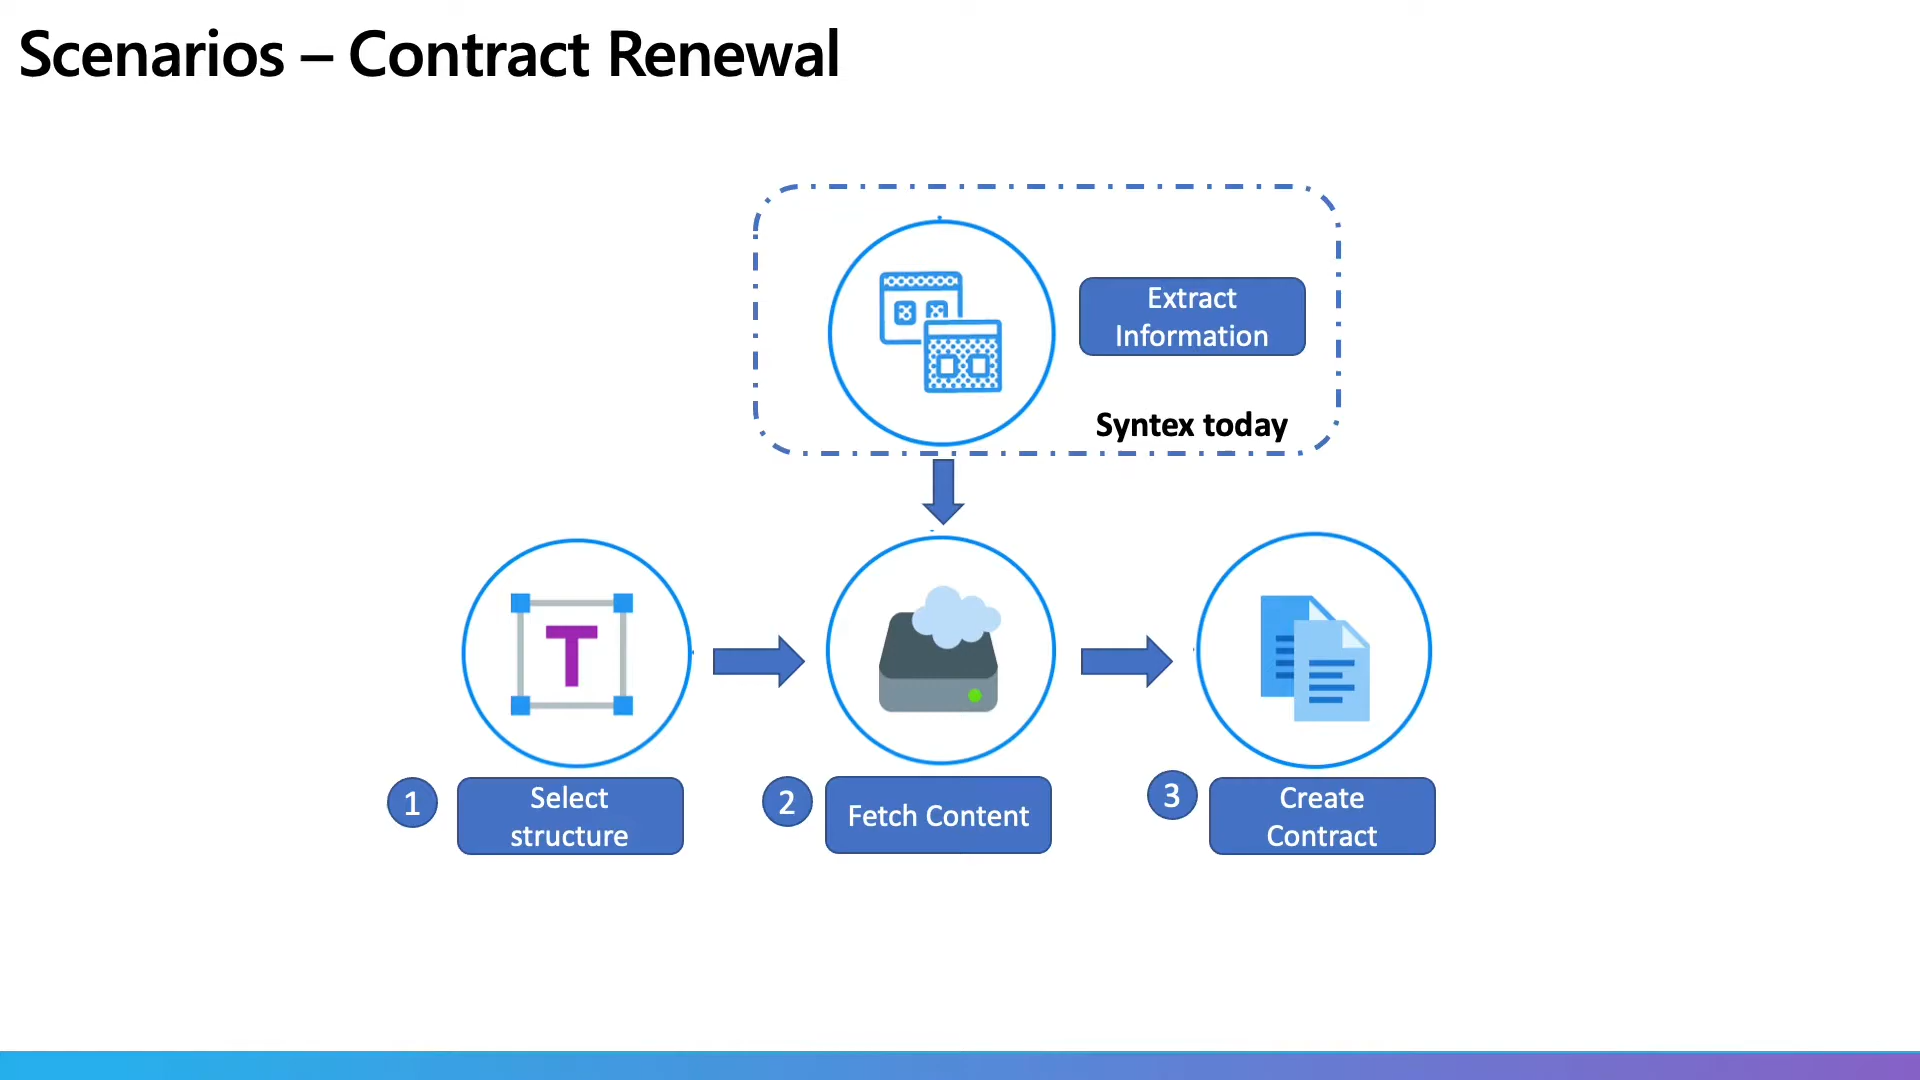 Scenarios – Contract Renewal
Extract
Information
Syntex today
T
1
Select
structure
2
Fetch Content
3
Create
Contract